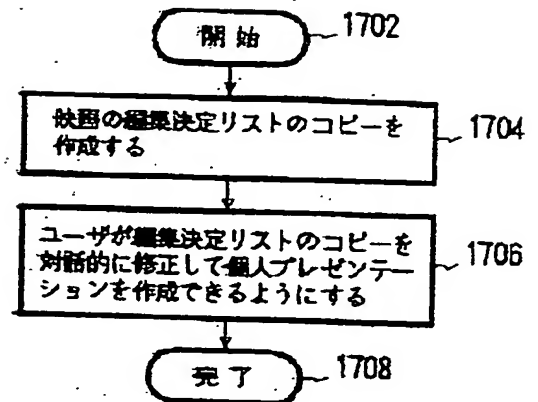 開始
1702
映画の編集決定リストのコピーを
作成する
1704
ユーザが編集決定リストのコピーを
対話的に修正して個人プレゼンテー
ションを作成できるようにする
1706
完了
1708